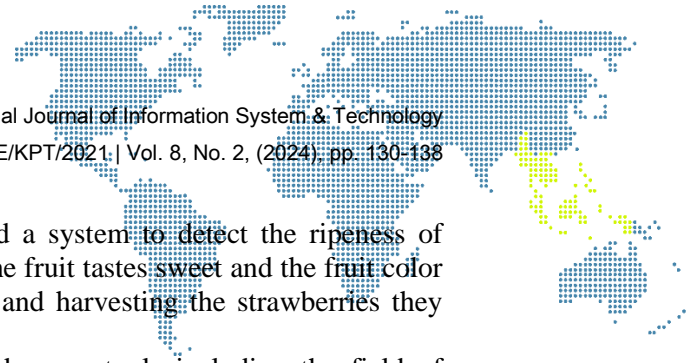 al Journal of Information System & Technology
E/KPT/2021 | Vol. 8, No. 2, (2024), pp. 130-138
d a system to detect the ripeness of
he fruit tastes sweet and the fruit color
and harvesting the strawberries they